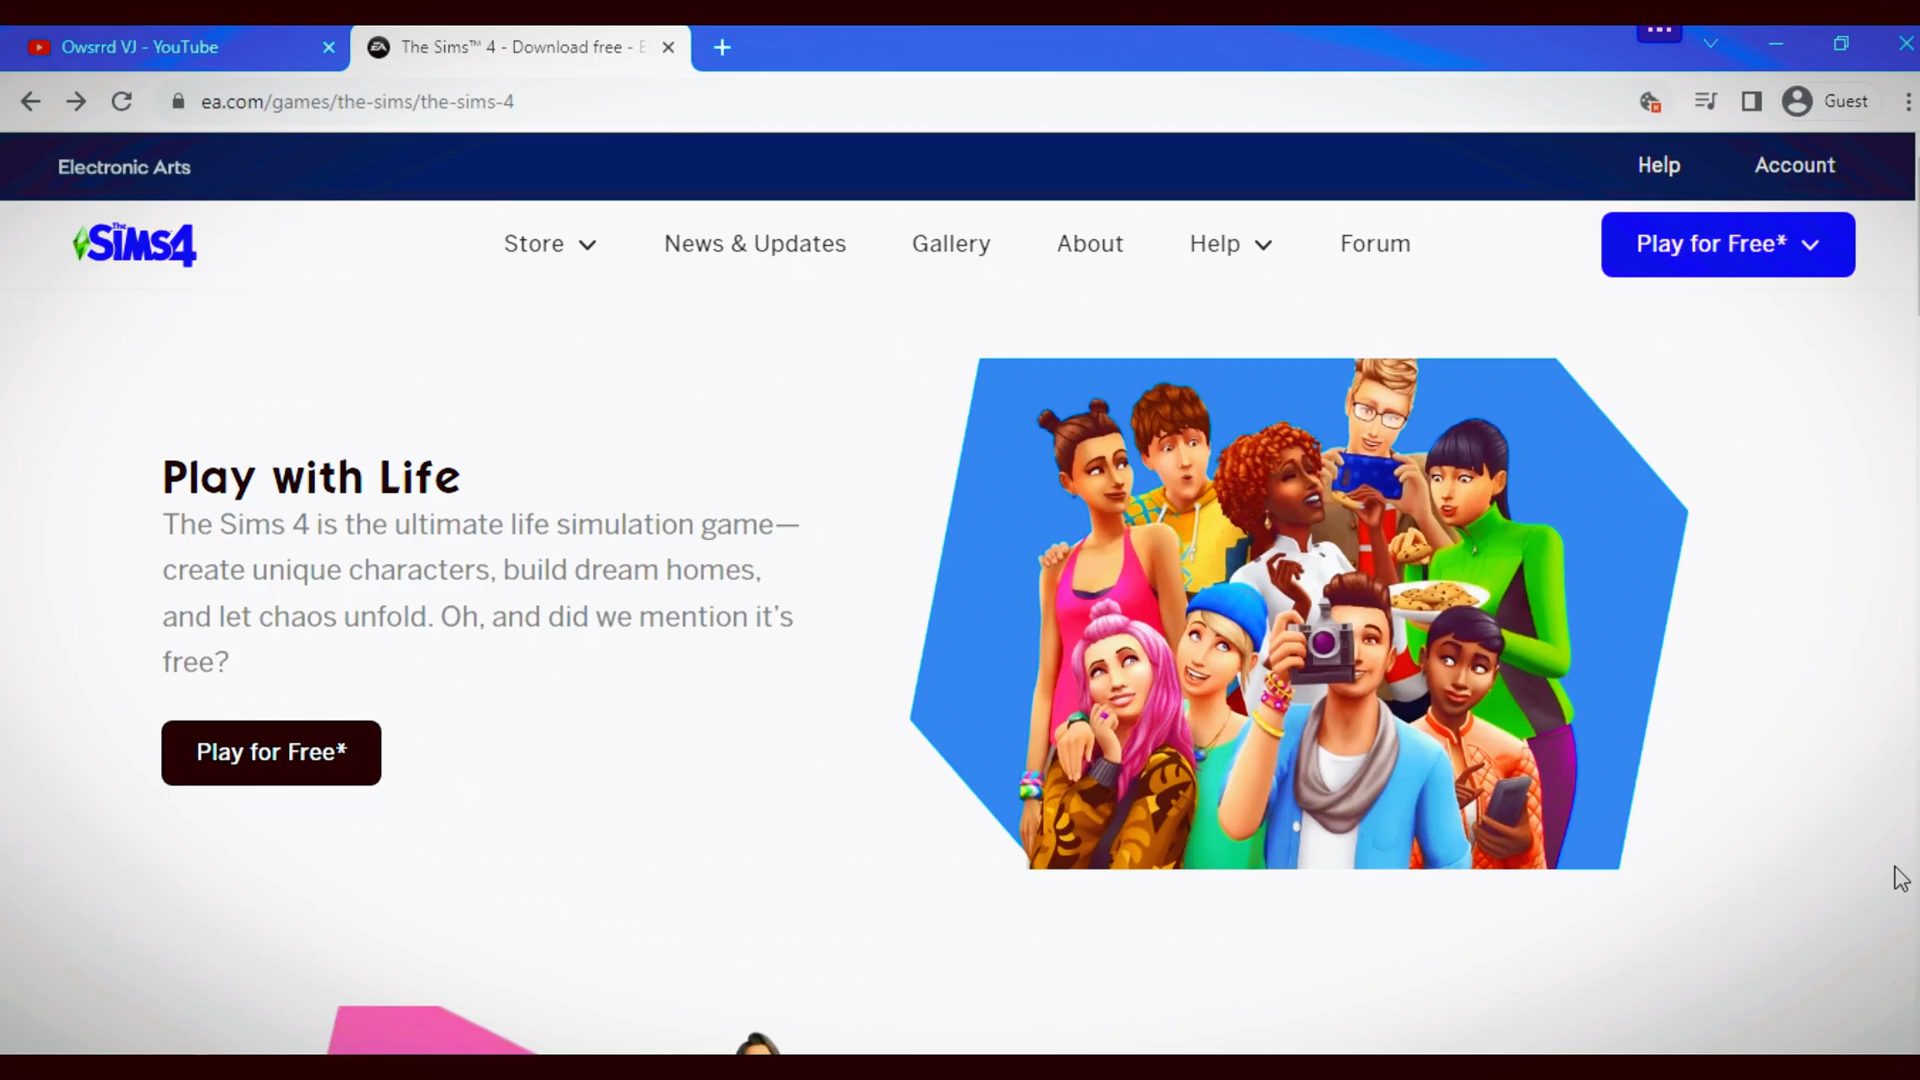 Owsrrd VJ - YouTube
The Sims™ 4 - Download free - E
ea.com/games/the-sims/the-sims-4
Guest
Electronic Arts
Help
Account
The Sims 4
Store
News & Updates
Gallery
About
Help
Forum
Play for Free*
Play with Life
The Sims 4 is the ultimate life simulation game—
create unique characters, build dream homes,
and let chaos unfold. Oh, and did we mention it's
free?
Play for Free*